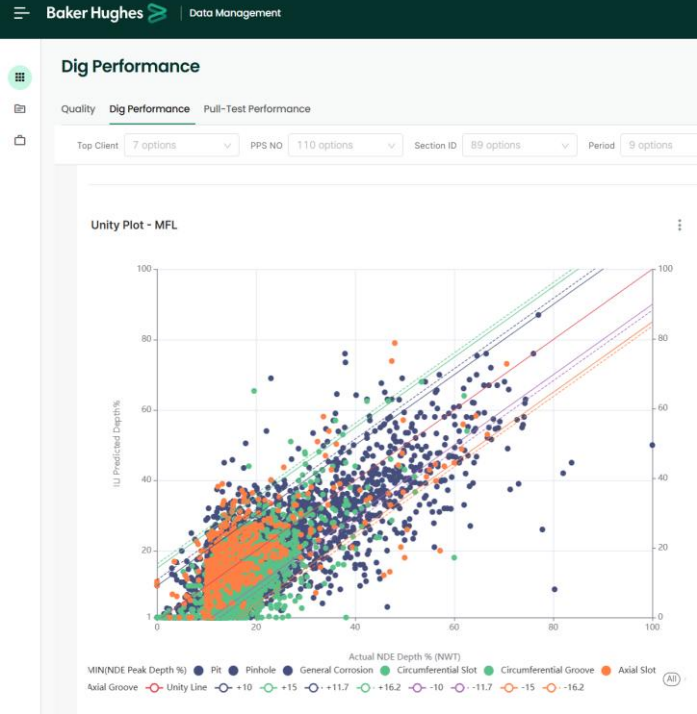 Baker Hughes Data Management
Dig Performance
Quality Dig Performance Pull-Test Performance
Top Client 7 options PPS NO 110 options Section ID 89 options Period 9 options
Unity Plot - MFL
100 100
80 80
60 60
40 40
20 20
1 0
0 20 40 60 80 100
ILI Predicted Depth%
Actual NDE Depth % (NWT)
MIN(NDE Peak Depth %) Pit Pinhole General Corrosion Circumferential Slot Circumferential Groove Axial Slot
Axial Groove Unity Line +10 +15 +11.7 +16.2 -10 -11.7 -15 -16.2
All